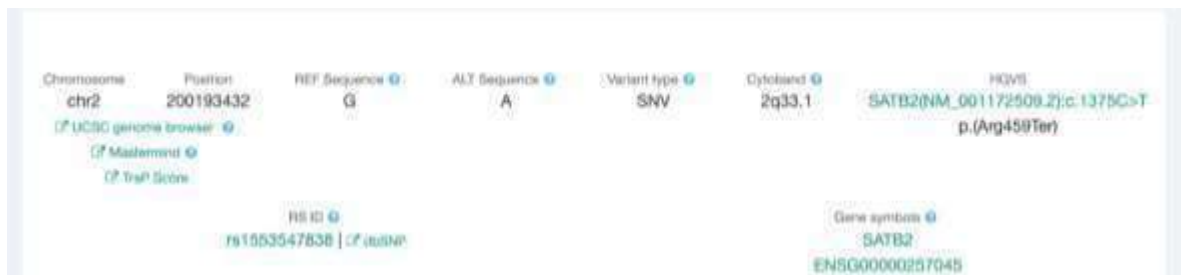 Chromosome Position REF Sequence ALT Sequence Variant type Cytoband HGVS
chr2 200193432 G A SNV 2q33.1 SATB2(NM_001172509.2):c.1375C>T
UCSC genome browser p.(Arg459Ter)
Mastermind
TraP Score
RS ID Gene symbols
rs1553547838 | dbSNP SATB2
ENSG00000257045